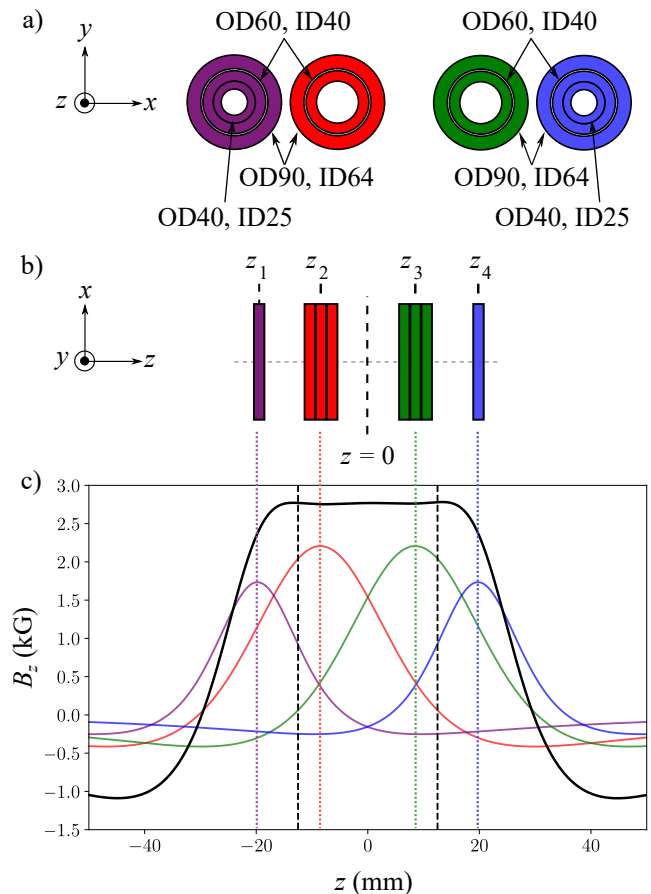 a)
y
z
x
OD60, ID40
OD60, ID40
OD90, ID64
OD90, ID64
OD40, ID25
OD40, ID25
b)
z1
z2
z3
z4
x
y
z
z = 0
c)
3.0
2.5
2.0
1.5
1.0
0.5
0.0
−0.5
−1.0
−1.5
Bz (kG)
−40
−20
0
20
40
z (mm)